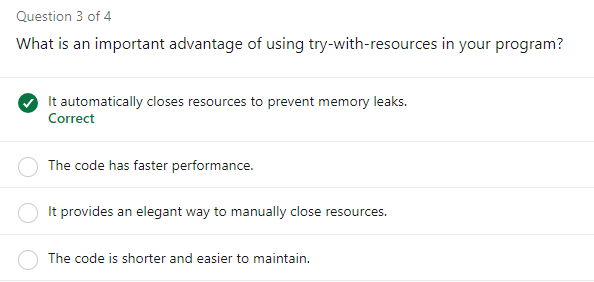 Question 3 of 4
What is an important advantage of using try-with-resources in your program?
It automatically closes resources to prevent memory leaks.
Correct
The code has faster performance.
It provides an elegant way to manually close resources.
The code is shorter and easier to maintain.